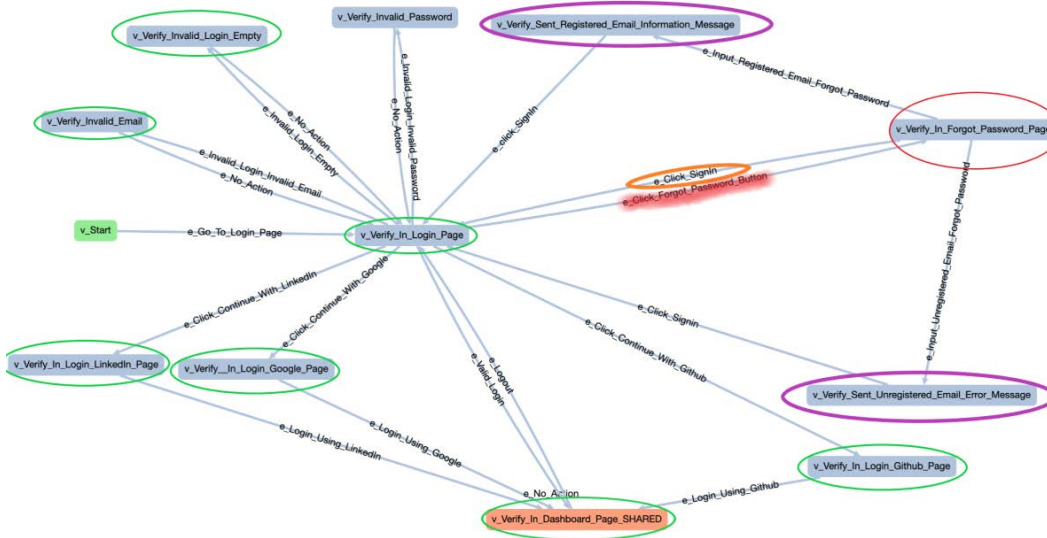 v_Verify_Invalid_Password
v_Verify_Sent_Registered_Email_Information_Message
v_Verify_Invalid_Login_Empty
e_Input_Registered_Email_Forgot_Password
e_Invalid_Login_Invalid_Password
e_No_Action
e_No_Action
e_Invalid_Login_Empty
e_click_SignIn
v_Verify_Invalid_Email
v_Verify_In_Forgot_Password_Page
e_Invalid_Login_Invalid_Email
e_No_Action
e_Click_SignIn
e_Click_Forgot_Password_Button
v_Start
e_Go_To_Login_Page
v_Verify_In_Login_Page
e_Input_Unregistered_Email_Forgot_Password
e_Click_Continue_With_LinkedIn
e_Click_Continue_With_Google
e_Click_Signin
e_Click_Continue_With_Github
v_Verify_In_Login_LinkedIn_Page
v_Verify__In_Login_Google_Page
e_Logout
e_Valid_Login
v_Verify_Sent_Unregistered_Email_Error_Message
e_Login_Using_LinkedIn
e_Login_Using_Google
v_Verify_In_Login_Github_Page
e_No_Action
e_Login_Using_Github
v_Verify_In_Dashboard_Page_SHARED